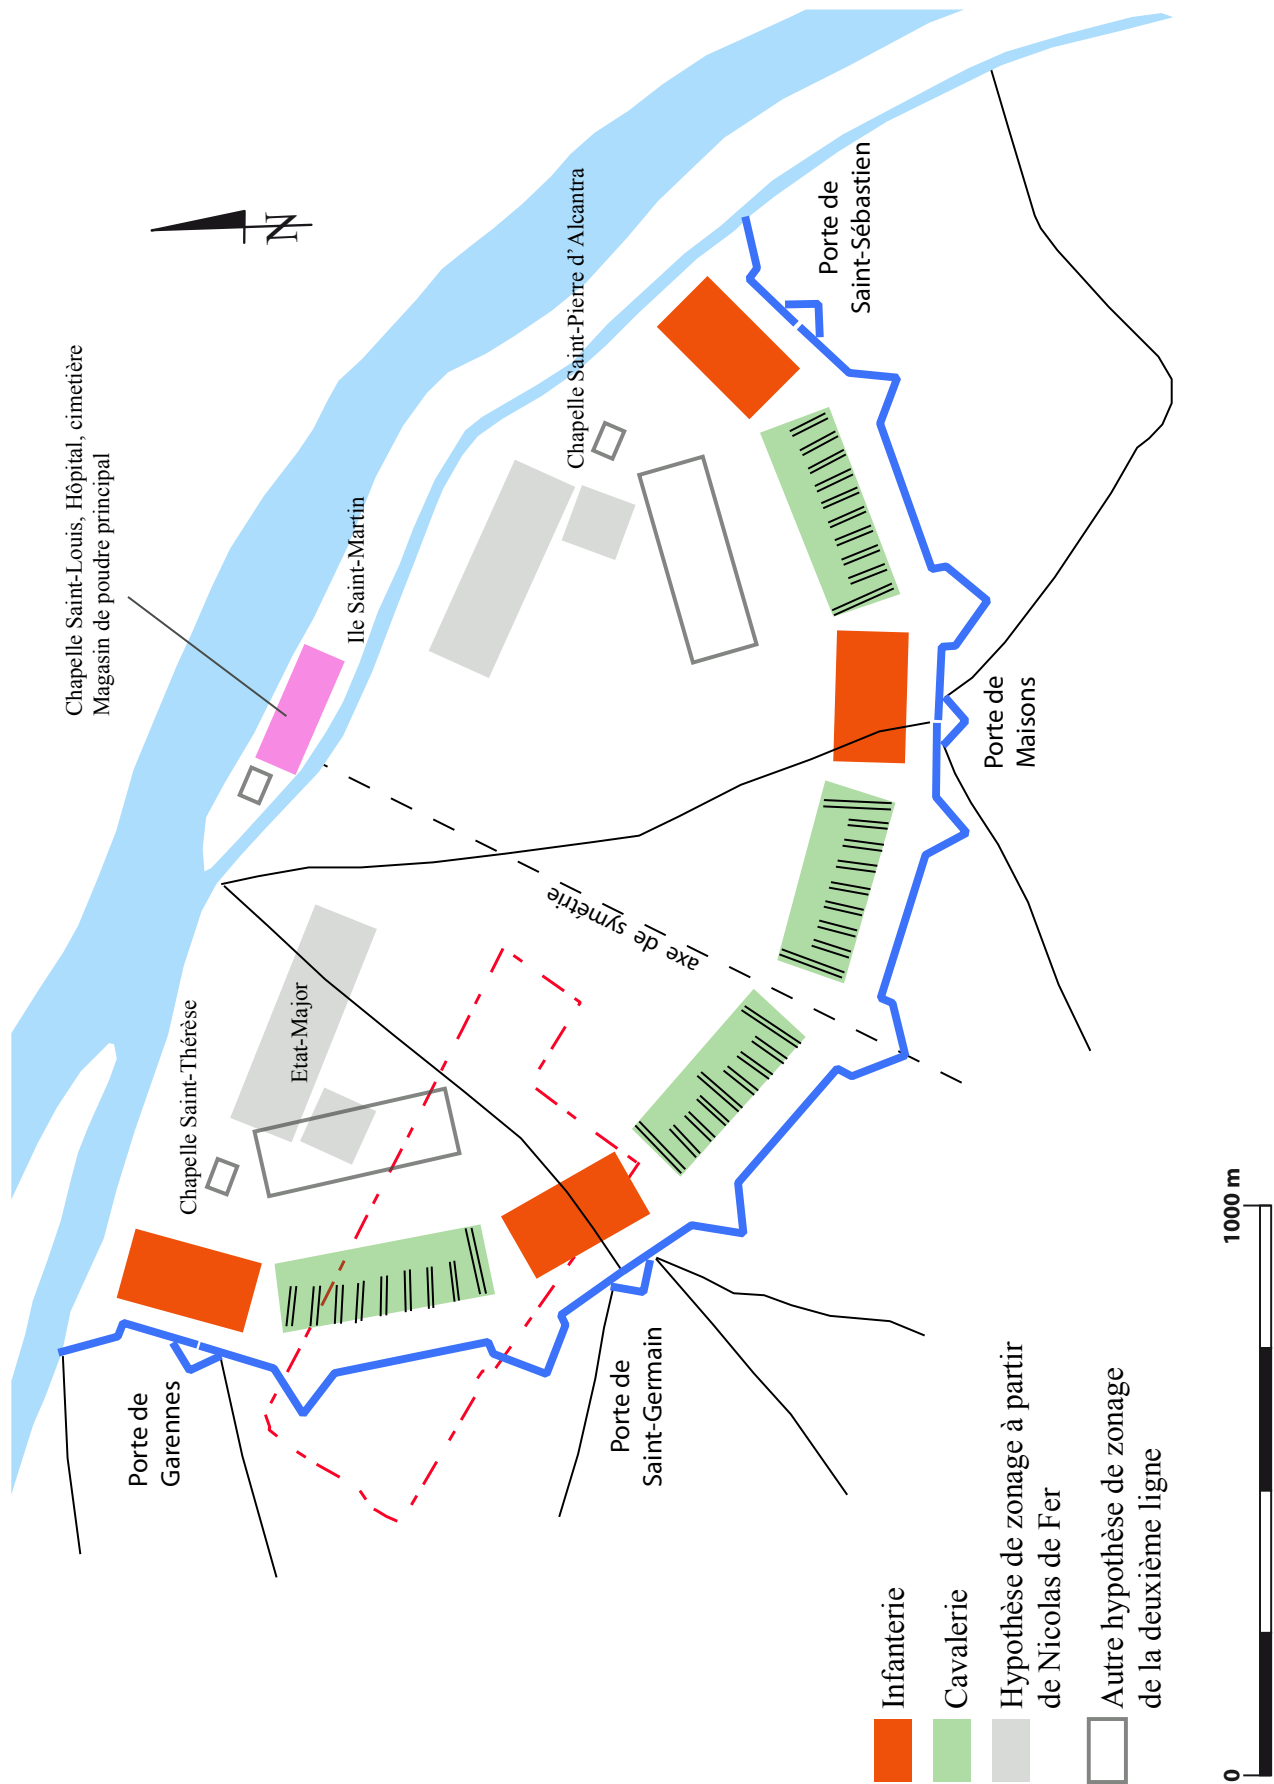 Chapelle Saint-Louis, Hôpital, cimetière
Magasin de poudre principal
N
Ile Saint-Martin
Chapelle Saint-Pierre d'Alcantra
Porte de
Saint-Sébastien
Chapelle Saint-Thérèse
Etat-Major
axe de symétrie
Porte de
Maisons
Porte de
Garennes
Porte de
Saint-Germain
Infanterie
Cavalerie
Hypothèse de zonage à partir
de Nicolas de Fer
Autre hypothèse de zonage
de la deuxième ligne
0
1000 m